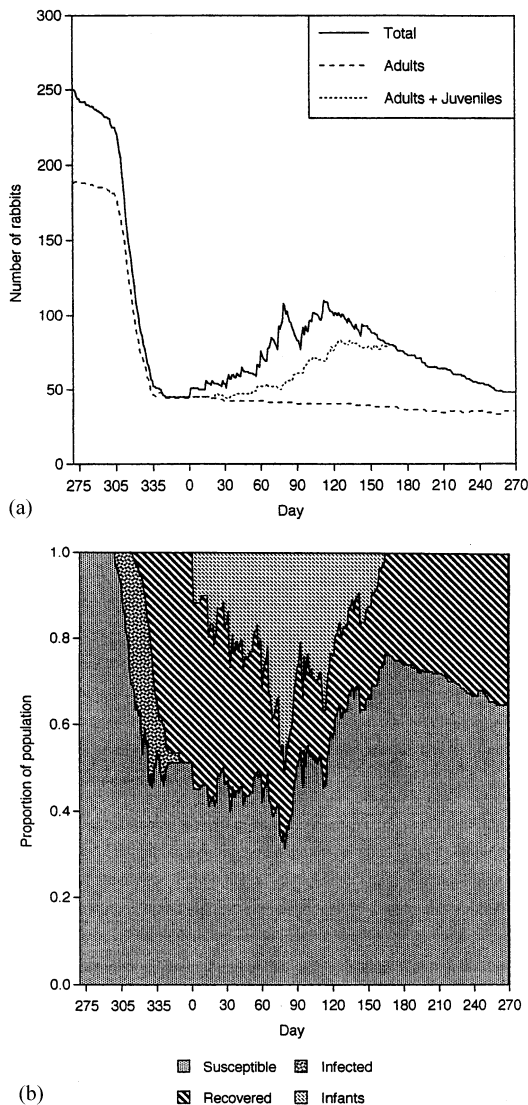 300
250
200
150
100
50
0
Number of rabbits
Total
Adults
Adults + Juveniles
275 305 335 0 30 60 90 120 150 180 210 240 270
Day
(a)
1.0
0.8
0.6
0.4
0.2
0.0
Proportion of population
275 305 335 0 30 60 90 120 150 180 210 240 270
Day
Susceptible Infected
Recovered Infants
(b)